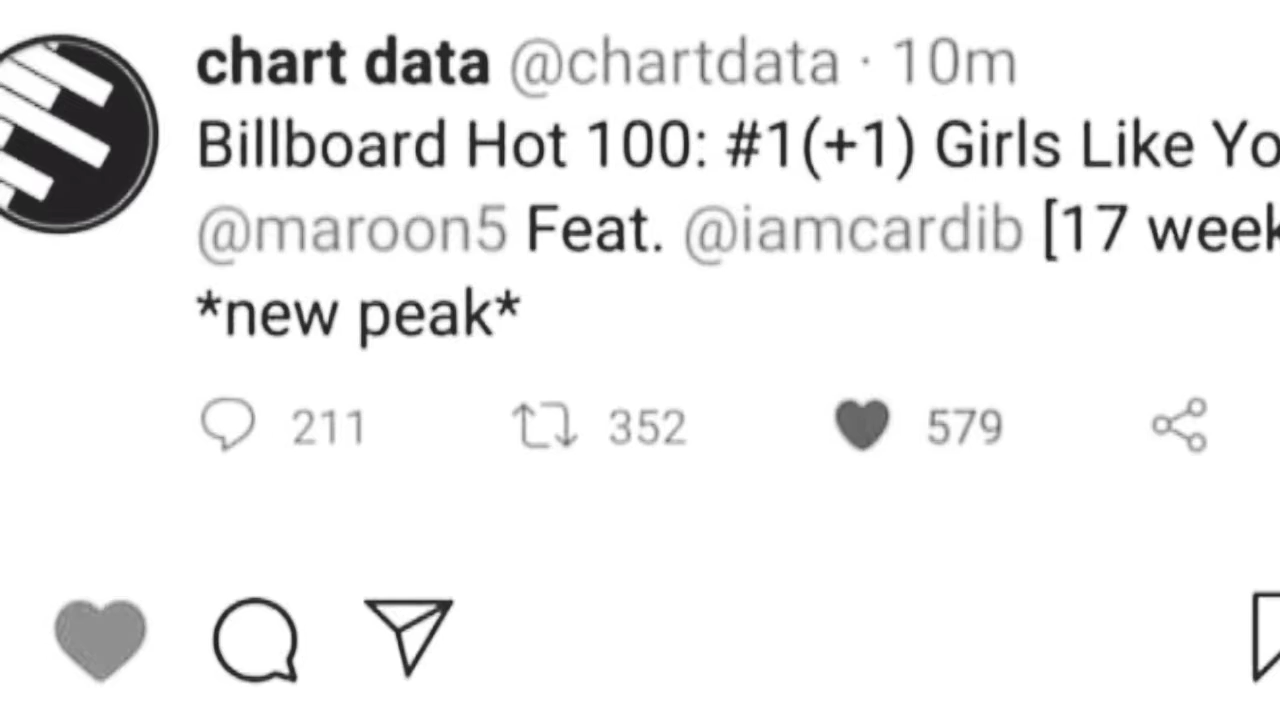 chart data @chartdata · 10m
Billboard Hot 100: #1(+1) Girls Like Yo
@maroon5 Feat. @iamcardib [17 week
*new peak*
211 352 579